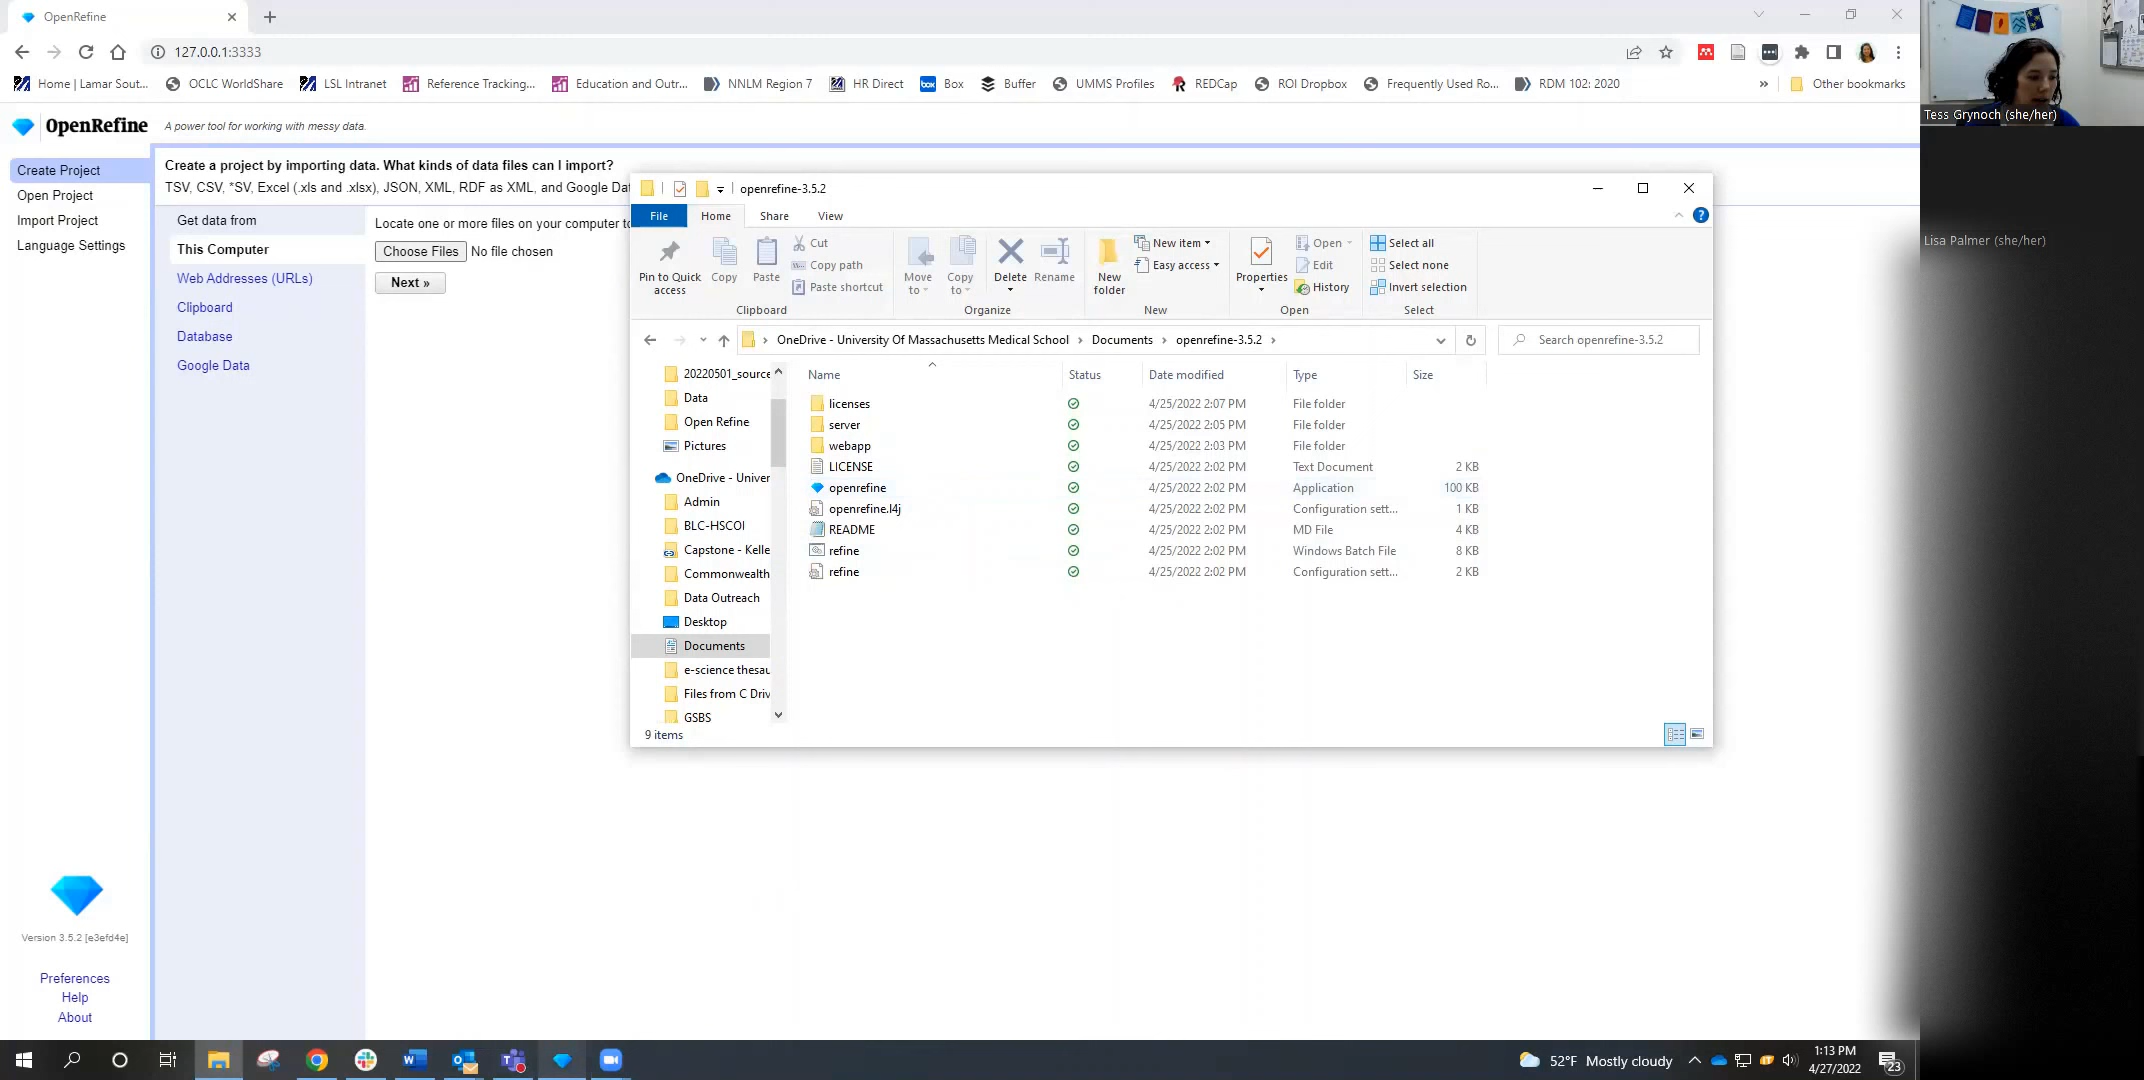 OpenRefine
127.0.0.1:3333
Home | Lamar Sout...
OCLC WorldShare
LSL Intranet
Reference Tracking...
Education and Outr...
NNLM Region 7
HR Direct
box
Box
Buffer
UMMS Profiles
REDCap
ROI Dropbox
Frequently Used Ro...
RDM 102: 2020
»
Other bookmarks
Tess Grynoch (she/her)
Lisa Palmer (she/her)
OpenRefine
A power tool for working with messy data.
Create Project
Open Project
Import Project
Language Settings
Create a project by importing data. What kinds of data files can I import?
TSV, CSV, *SV, Excel (.xls and .xlsx), JSON, XML, RDF as XML, and Google Dat
Get data from
This Computer
Web Addresses (URLs)
Clipboard
Database
Google Data
Locate one or more files on your computer to
Choose Files No file chosen
Next »
openrefine-3.5.2
File
Home
Share
View
Pin to Quick
access
Copy
Paste
Cut
Copy path
Paste shortcut
Clipboard
Move
to
Copy
to
Delete
Rename
Organize
New
folder
New item
Easy access
New
Properties
Open
Edit
History
Open
Select all
Select none
Invert selection
Select
OneDrive - University Of Massachusetts Medical School
Documents
openrefine-3.5.2
Search openrefine-3.5.2
20220501_source
Data
Open Refine
Pictures
OneDrive - Univer
Admin
BLC-HSCOI
Capstone - Kelle
Commonwealth
Data Outreach
Desktop
Documents
e-science thesau
Files from C Driv
GSBS
Name Status Date modified Type Size
licenses 4/25/2022 2:07 PM File folder
server 4/25/2022 2:05 PM File folder
webapp 4/25/2022 2:03 PM File folder
LICENSE 4/25/2022 2:02 PM Text Document 2 KB
openrefine 4/25/2022 2:02 PM Application 100 KB
openrefine.l4j 4/25/2022 2:02 PM Configuration sett... 1 KB
README 4/25/2022 2:02 PM MD File 4 KB
refine 4/25/2022 2:02 PM Windows Batch File 8 KB
refine 4/25/2022 2:02 PM Configuration sett... 2 KB
9 items
Version 3.5.2 [e3efd4e]
Preferences
Help
About
52°F Mostly cloudy
1:13 PM
4/27/2022
23